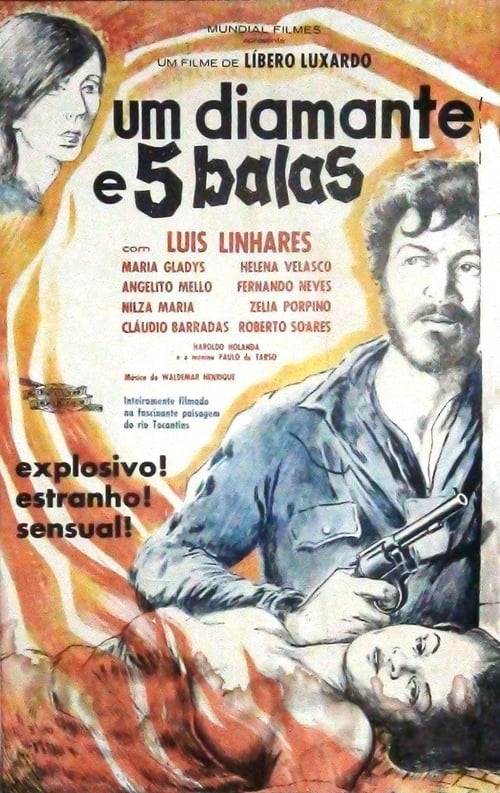 MUNDIAL FILMES
apresenta
UM FILME DE LÍBERO LUXARDO
um diamante
e 5 balas
com LUIS LINHARES
MARIA GLADYS HELENA VELASCO
ANGELITO MELLO FERNANDO NEVES
NILZA MARIA ZELIA PORPINO
CLÁUDIO BARRADAS ROBERTO SOARES
HAROLDO HOLANDA
e o menino PAULO de TARSO
Música de WALDEMAR HENRIQUE
Inteiramente filmado
na fascinante paisagem
do rio Tocantins
explosivo!
estranho!
sensual!